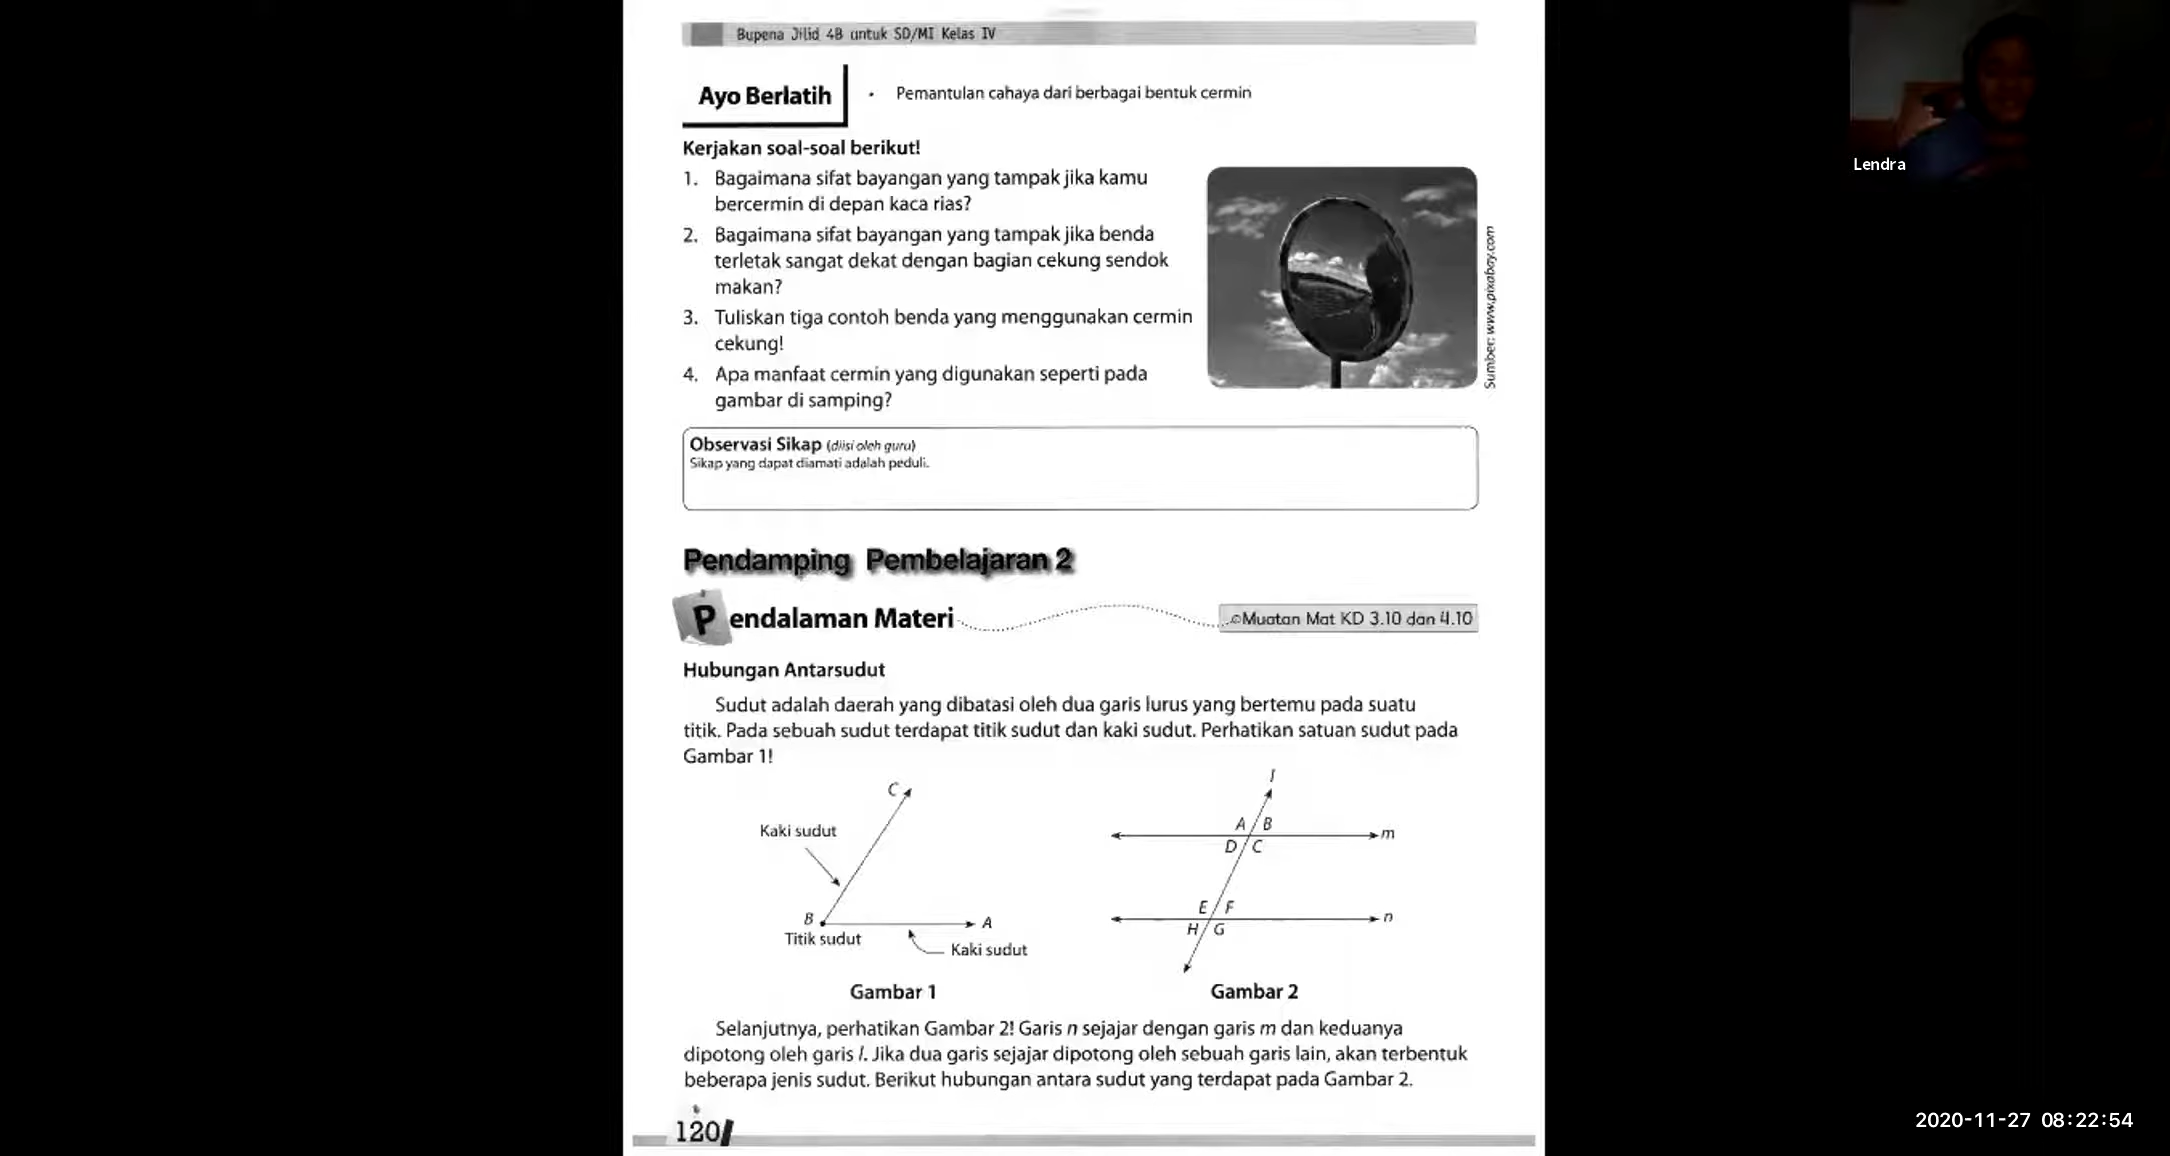 Bupena Jilid 4B untuk SD/MI Kelas IV
Ayo Berlatih
• Pemantulan cahaya dari berbagai bentuk cermin
Kerjakan soal-soal berikut!
1. Bagaimana sifat bayangan yang tampak jika kamu
bercermin di depan kaca rias?
2. Bagaimana sifat bayangan yang tampak jika benda
terletak sangat dekat dengan bagian cekung sendok
makan?
3. Tuliskan tiga contoh benda yang menggunakan cermin
cekung!
4. Apa manfaat cermin yang digunakan seperti pada
gambar di samping?
Sumber: www.pixabay.com
Observasi Sikap (diisi oleh guru)
Sikap yang dapat diamati adalah peduli.
Pendamping Pembelajaran 2
Pendalaman Materi
Muatan Mat KD 3.10 dan 4.10
Hubungan Antarsudut
Sudut adalah daerah yang dibatasi oleh dua garis lurus yang bertemu pada suatu
titik. Pada sebuah sudut terdapat titik sudut dan kaki sudut. Perhatikan satuan sudut pada
Gambar 1!
C
Kaki sudut
B
A
Titik sudut
Kaki sudut
Gambar 1
l
A B
m
D C
E F
n
H G
Gambar 2
Selanjutnya, perhatikan Gambar 2! Garis n sejajar dengan garis m dan keduanya
dipotong oleh garis l. Jika dua garis sejajar dipotong oleh sebuah garis lain, akan terbentuk
beberapa jenis sudut. Berikut hubungan antara sudut yang terdapat pada Gambar 2.
120
Lendra
2020-11-27 08:22:54